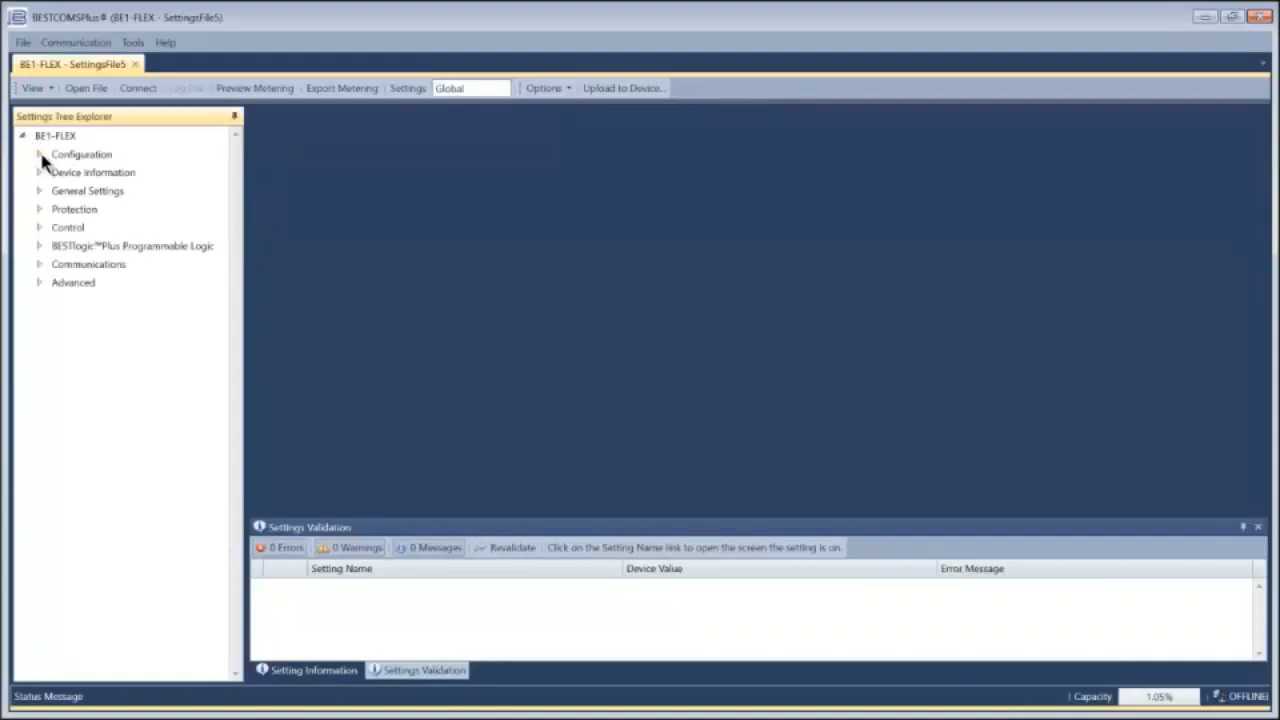 BESTCOMSPlus® (BE1-FLEX - SettingsFile5)
File Communication Tools Help
BE1-FLEX - SettingsFile5
View Open File Connect Log Out Preview Metering Export Metering Settings Global Options Upload to Device...
Settings Tree Explorer
BE1-FLEX
Configuration
Device Information
General Settings
Protection
Control
BESTlogic™Plus Programmable Logic
Communications
Advanced
Settings Validation
0 Errors 0 Warnings 0 Messages Revalidate Click on the Setting Name link to open the screen the setting is on.
Setting Name Device Value Error Message
Setting Information Settings Validation
Status Message Capacity 1.05% OFFLINE